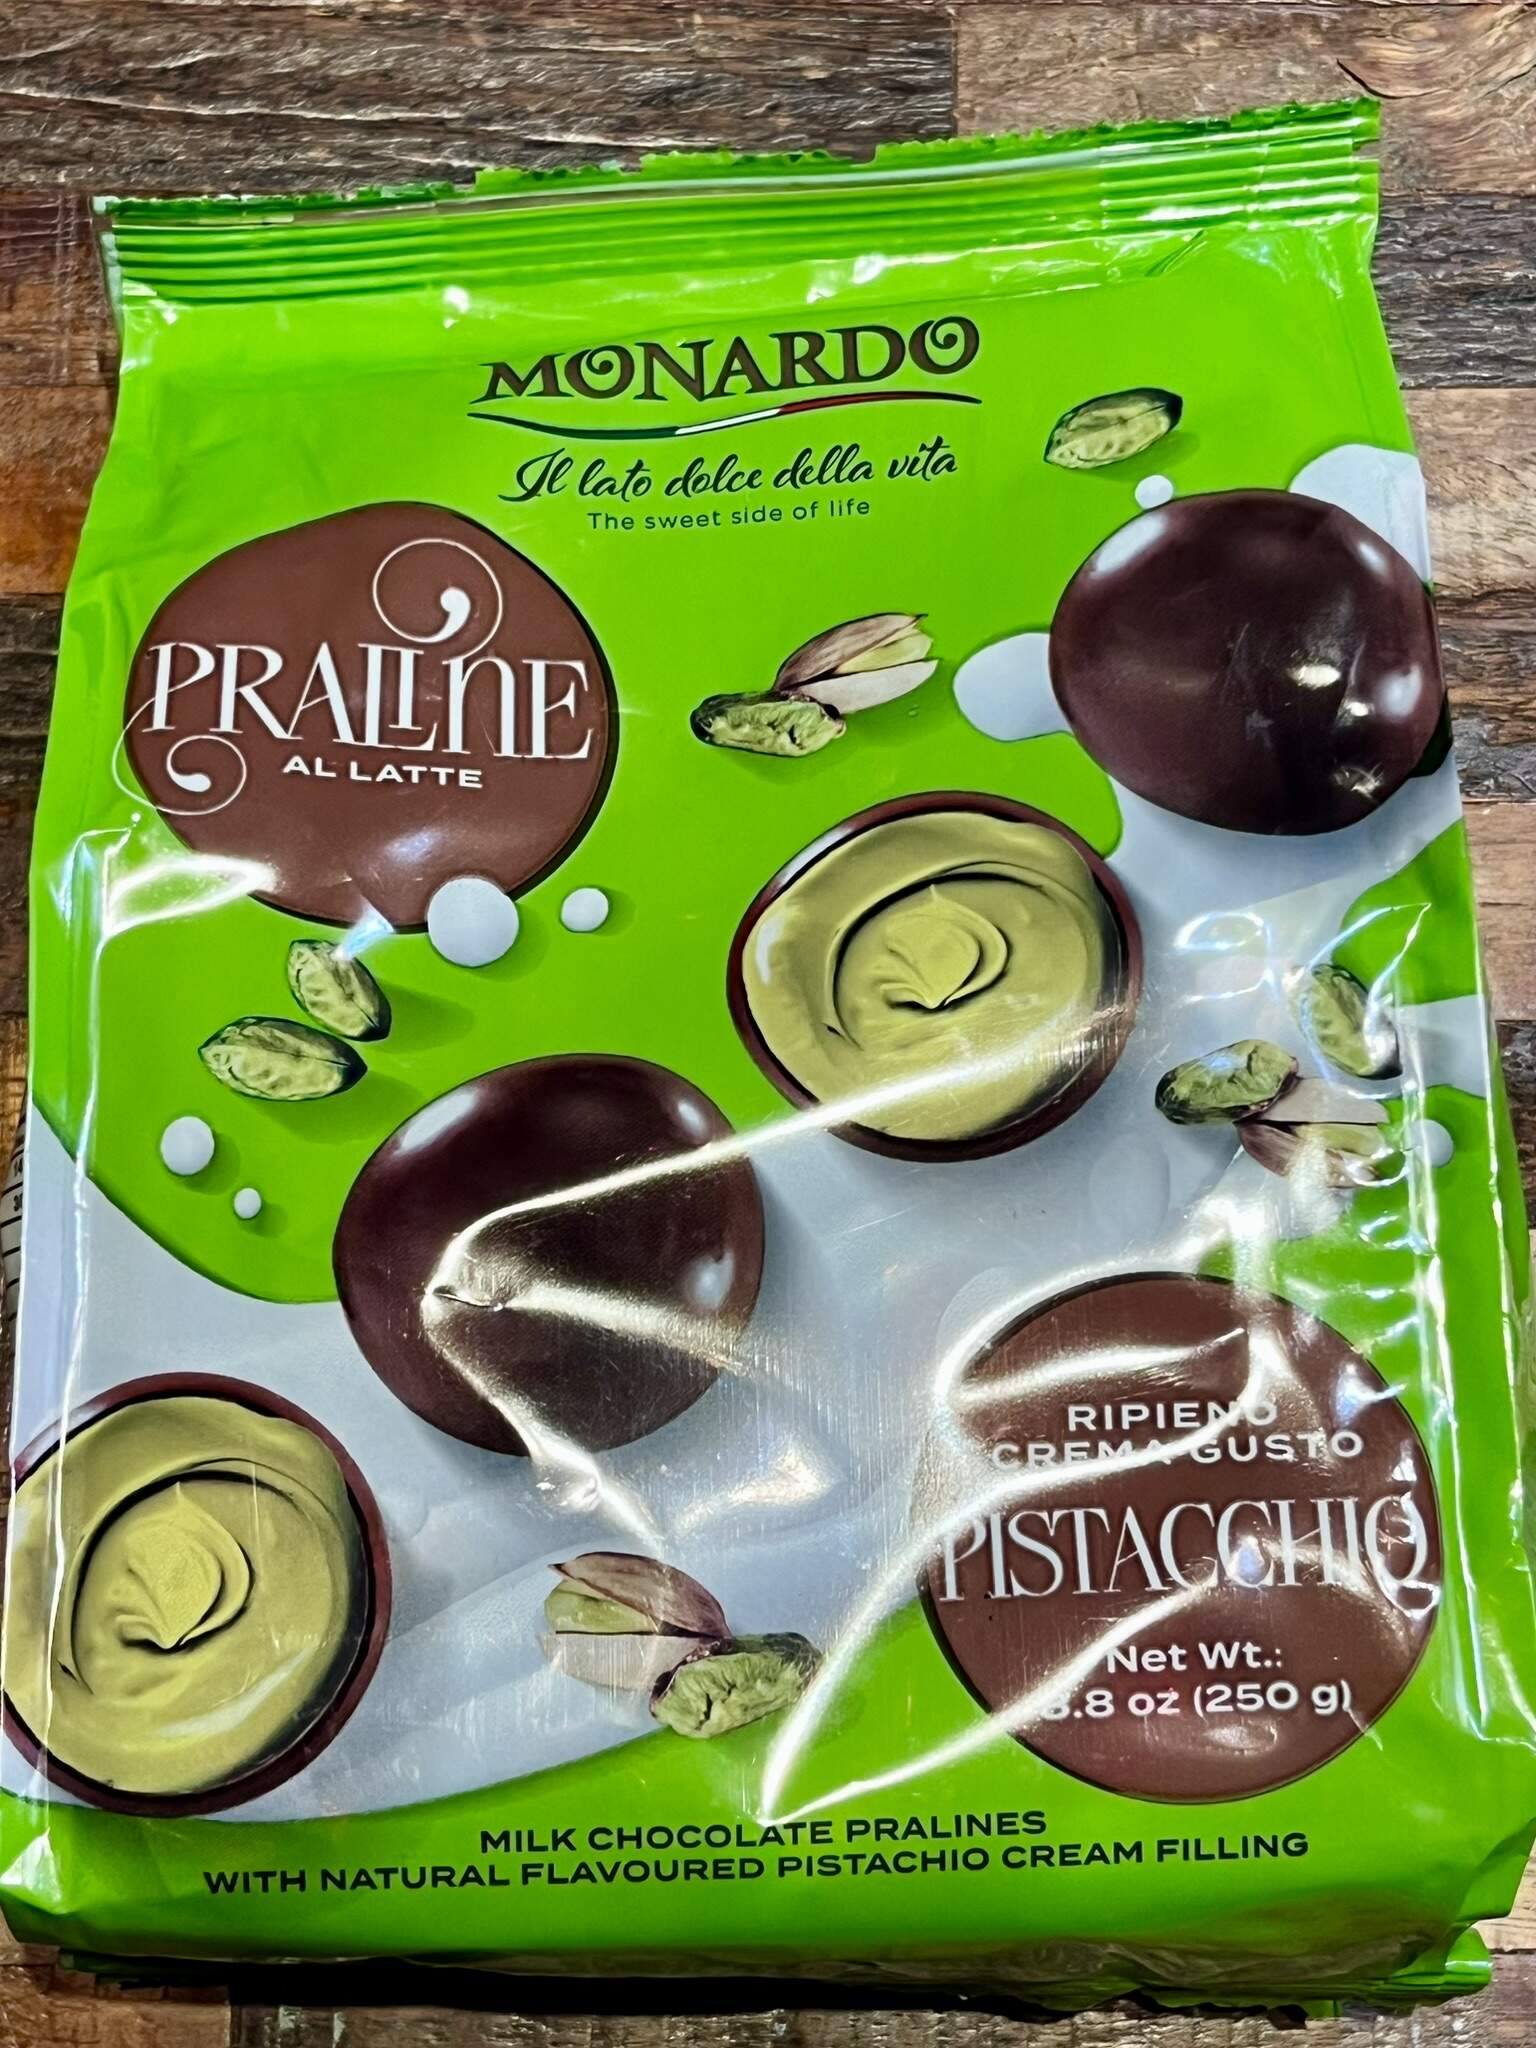 MONARDO
Il lato dolce della vita
The sweet side of life
PRALINE
AL LATTE
RIPIENO
CREMA GUSTO
PISTACCHIO
Net Wt.:
8.8 oz (250 g)
MILK CHOCOLATE PRALINES
WITH NATURAL FLAVOURED PISTACHIO CREAM FILLING